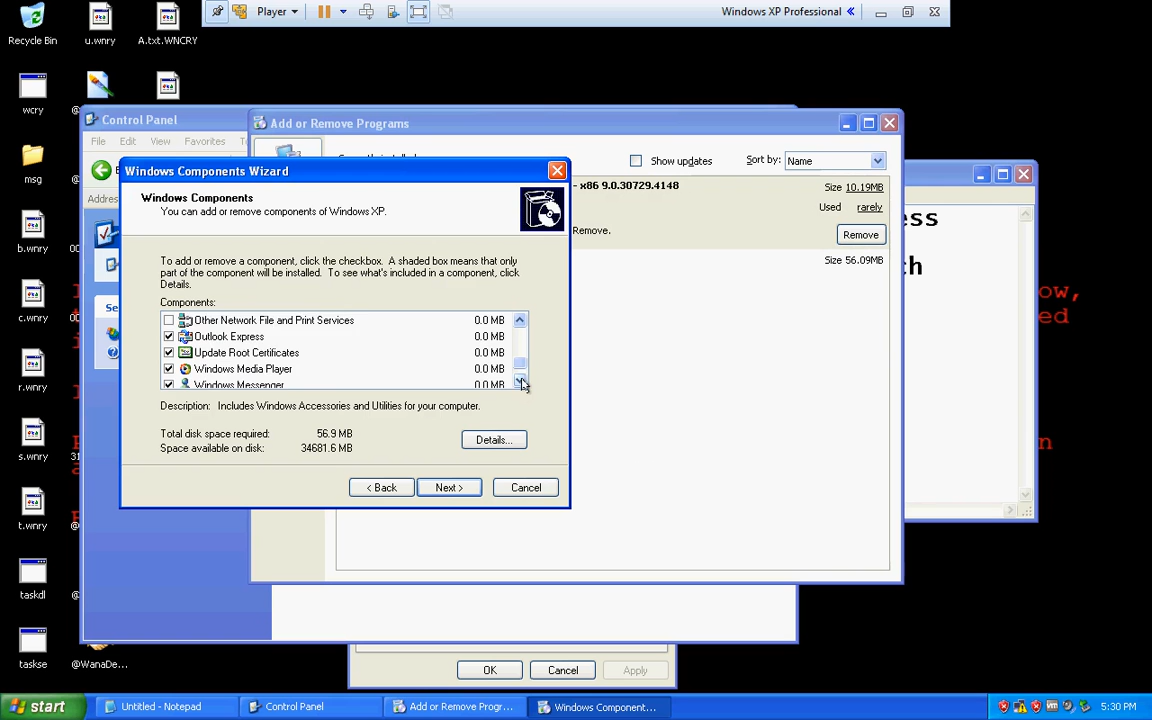 Player
Windows XP Professional
Recycle Bin
u.wnry
A.txt.WNCRY
wcry
msg
b.wnry
c.wnry
r.wnry
s.wnry
t.wnry
taskdl
taskse
@WanaDe...
Control Panel
File Edit View Favorites
Add or Remove Programs
Show updates
Sort by: Name
- x86 9.0.30729.4148
Size 10.19MB
Used rarely
Remove.
Remove
Size 56.09MB
Windows Components Wizard
Windows Components
You can add or remove components of Windows XP.
To add or remove a component, click the checkbox. A shaded box means that only
part of the component will be installed. To see what's included in a component, click
Details.
Components:
Other Network File and Print Services 0.0 MB
Outlook Express 0.0 MB
Update Root Certificates 0.0 MB
Windows Media Player 0.0 MB
Windows Messenger 0.0 MB
Description: Includes Windows Accessories and Utilities for your computer.
Total disk space required: 56.9 MB
Space available on disk: 34681.6 MB
Details...
< Back Next > Cancel
OK Cancel Apply
start
Untitled - Notepad
Control Panel
Add or Remove Progr...
Windows Component...
5:30 PM